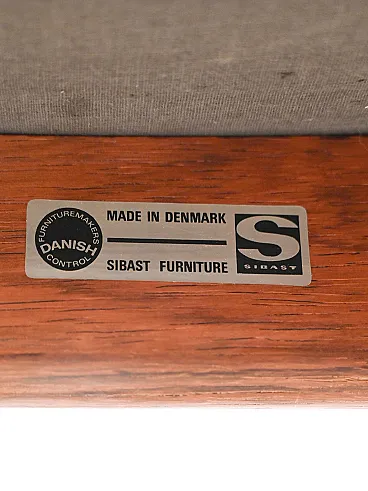 FURNITUREMAKERS
DANISH
CONTROL
MADE IN DENMARK
SIBAST FURNITURE
S
SIBAST